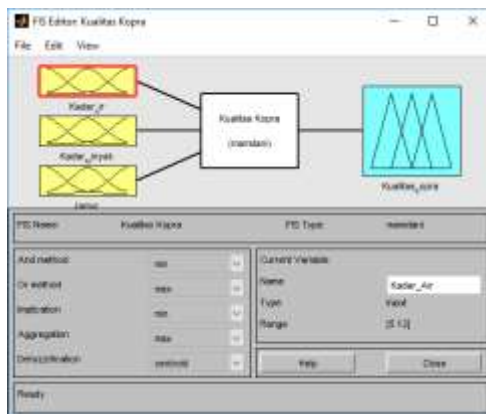 FIS Editor: Kualitas Kopra
File Edit View
Kadar_Air
Kadar_Minyak
Jamur
Kualitas Kopra
(mamdani)
Kualitas_Kopra
FIS Name: Kualitas Kopra
FIS Type: mamdani
And method min
Or method max
Implication min
Aggregation max
Defuzzification centroid
Current Variable
Name Kadar_Air
Type input
Range [5 12]
Help Close
Ready